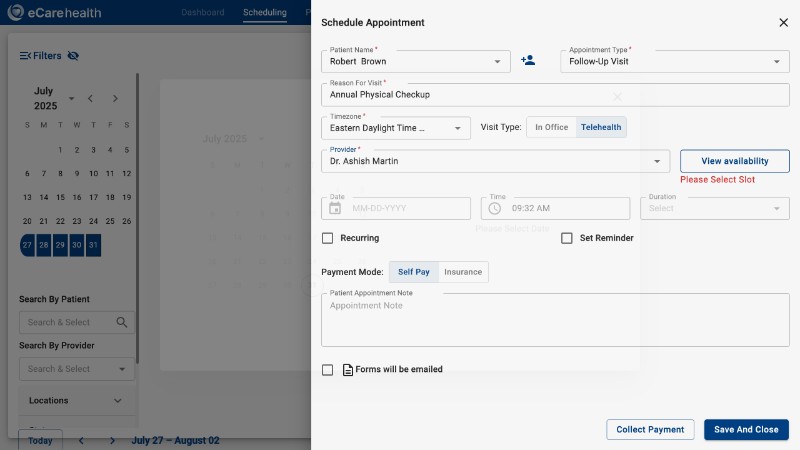 eCarehealth
Dashboard
Scheduling
P
Filters
July
2025
S M T W T F S
1 2 3 4 5
6 7 8 9 10 11 12
13 14 15 16 17 18 19
20 21 22 23 24 25 26
27 28 29 30 31
Search By Patient
Search & Select
Search By Provider
Search & Select
Locations
Today
July 27 – August 02
July 2025
Schedule Appointment
Patient Name *
Robert Brown
Appointment Type *
Follow-Up Visit
Reason For Visit *
Annual Physical Checkup
Timezone *
Eastern Daylight Time ...
Visit Type:
In Office
Telehealth
Provider *
Dr. Ashish Martin
View availability
Please Select Slot
Date
MM-DD-YYYY
Time
09:32 AM
Duration
Select
Please Select Date
Recurring
Set Reminder
Payment Mode:
Self Pay
Insurance
Patient Appointment Note
Appointment Note
Forms will be emailed
Collect Payment
Save And Close